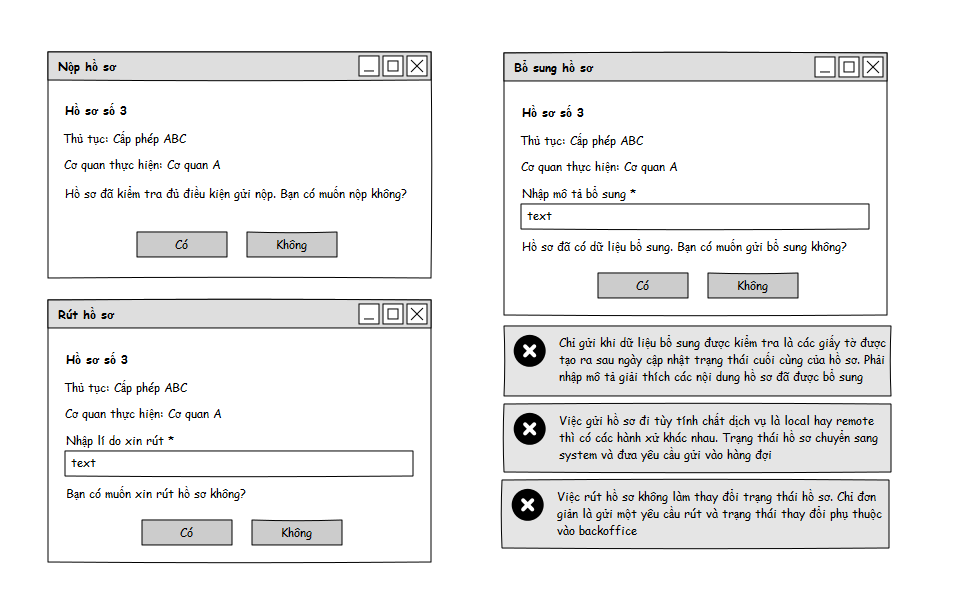 Nộp hồ sơ
Hồ sơ số 3
Thủ tục: Cấp phép ABC
Cơ quan thực hiện: Cơ quan A
Hồ sơ đã kiểm tra đủ điều kiện gửi nộp. Bạn có muốn nộp không?
Có
Không
Rút hồ sơ
Hồ sơ số 3
Thủ tục: Cấp phép ABC
Cơ quan thực hiện: Cơ quan A
Nhập lí do xin rút *
text
Bạn có muốn xin rút hồ sơ không?
Có
Không
Bổ sung hồ sơ
Hồ sơ số 3
Thủ tục: Cấp phép ABC
Cơ quan thực hiện: Cơ quan A
Nhập mô tả bổ sung *
text
Hồ sơ đã có dữ liệu bổ sung. Bạn có muốn gửi bổ sung không?
Có
Không
Chỉ gửi khi dữ liệu bổ sung được kiểm tra là các giấy tờ được
tạo ra sau ngày cập nhật trạng thái cuối cùng của hồ sơ. Phải
nhập mô tả giải thích các nội dung hồ sơ đã được bổ sung
Việc gửi hồ sơ đi tùy tính chất dịch vụ là local hay remote
thì có các hành xử khác nhau. Trạng thái hồ sơ chuyển sang
system và đưa yêu cầu gửi vào hàng đợi
Việc rút hồ sơ không làm thay đổi trạng thái hồ sơ. Chỉ đơn
giản là gửi một yêu cầu rút và trạng thái thay đổi phụ thuộc
vào backoffice